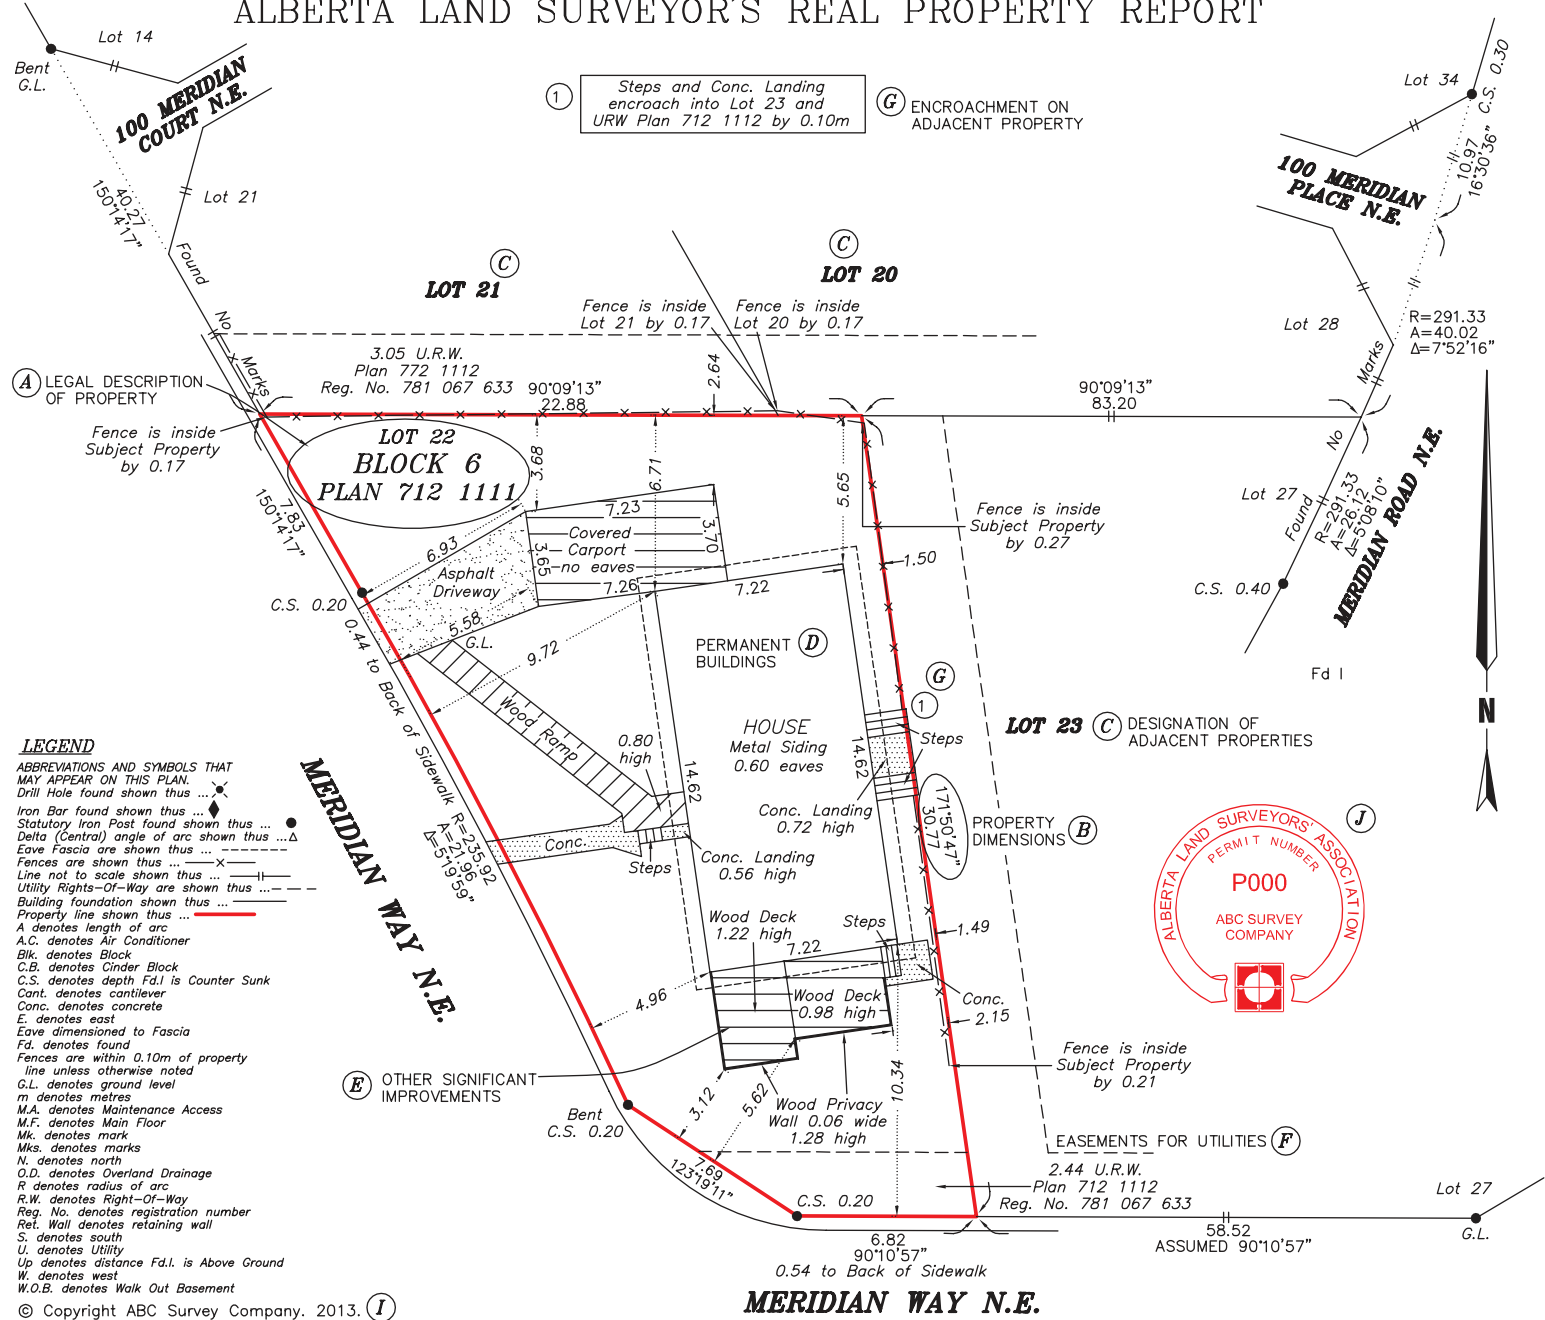 ALBERTA LAND SURVEYOR'S REAL PROPERTY REPORT
Lot 14
Bent
G.L.
100 MERIDIAN
COURT N.E.
40.27
150°14'17"
Lot 21
Found
No
Marks
1
Steps and Conc. Landing
encroach into Lot 23 and
URW Plan 712 1112 by 0.10m
G
ENCROACHMENT ON
ADJACENT PROPERTY
Lot 34
C.S. 0.30
10.97
16°30'36"
100 MERIDIAN
PLACE N.E.
C
LOT 21
C
LOT 20
Fence is inside
Lot 21 by 0.17
Fence is inside
Lot 20 by 0.17
Lot 28
R=291.33
A=40.02
Δ=7°52'16"
3.05 U.R.W.
Plan 772 1112
Reg. No. 781 067 633
90°09'13"
22.88
2.64
90°09'13"
83.20
Marks
No
Found
A
LEGAL DESCRIPTION
OF PROPERTY
Fence is inside
Subject Property
by 0.17
LOT 22
BLOCK 6
PLAN 712 1111
3.68
6.71
5.65
7.83
150°14'17"
Lot 27
R=291.33
A=26.12
Δ=5°08'10"
MERIDIAN ROAD N.E.
C.S. 0.40
Fence is inside
Subject Property
by 0.27
7.23
Covered
Carport
no eaves
3.70
3.65
7.26
6.93
Asphalt
Driveway
5.58
G.L.
C.S. 0.20
1.50
7.22
9.72
PERMANENT
BUILDINGS
D
0.44 to Back of Sidewalk
Wood Ramp
0.80
high
14.62
HOUSE
Metal Siding
0.60 eaves
14.62
G
1
Steps
Conc. Landing
0.72 high
LOT 23
C
DESIGNATION OF
ADJACENT PROPERTIES
Fd I
N
171°50'47"
30.77
PROPERTY
DIMENSIONS
B
MERIDIAN WAY N.E.
R=235.92
A=21.96
Δ=5°19'59"
Conc.
Steps
Conc. Landing
0.56 high
Wood Deck
1.22 high
7.22
Steps
1.49
Wood Deck
0.98 high
Conc.
2.15
4.96
Fence is inside
Subject Property
by 0.21
E
OTHER SIGNIFICANT
IMPROVEMENTS
3.12
5.62
10.34
Wood Privacy
Wall 0.06 wide
1.28 high
Bent
C.S. 0.20
EASEMENTS FOR UTILITIES
F
7.69
123°19'11"
C.S. 0.20
2.44 U.R.W.
Plan 712 1112
Reg. No. 781 067 633
Lot 27
G.L.
58.52
ASSUMED 90°10'57"
6.82
90°10'57"
0.54 to Back of Sidewalk
MERIDIAN WAY N.E.
J
ALBERTA LAND SURVEYORS' ASSOCIATION
PERMIT NUMBER
P000
ABC SURVEY
COMPANY
LEGEND
ABBREVIATIONS AND SYMBOLS THAT
MAY APPEAR ON THIS PLAN.
Drill Hole found shown thus ...
Iron Bar found shown thus ...
Statutory Iron Post found shown thus ...
Delta (Central) angle of arc shown thus ...Δ
Eave Fascia are shown thus ...
Fences are shown thus ...
Line not to scale shown thus ...
Utility Rights-Of-Way are shown thus ...
Building foundation shown thus ...
Property line shown thus ...
A denotes length of arc
A.C. denotes Air Conditioner
Blk. denotes Block
C.B. denotes Cinder Block
C.S. denotes depth Fd.I is Counter Sunk
Cant. denotes cantilever
Conc. denotes concrete
E. denotes east
Eave dimensioned to Fascia
Fd. denotes found
Fences are within 0.10m of property
line unless otherwise noted
G.L. denotes ground level
m denotes metres
M.A. denotes Maintenance Access
M.F. denotes Main Floor
Mk. denotes mark
Mks. denotes marks
N. denotes north
O.D. denotes Overland Drainage
R denotes radius of arc
R.W. denotes Right-Of-Way
Reg. No. denotes registration number
Ret. Wall denotes retaining wall
S. denotes south
U. denotes Utility
Up denotes distance Fd.I. is Above Ground
W. denotes west
W.O.B. denotes Walk Out Basement
© Copyright ABC Survey Company. 2013.
I